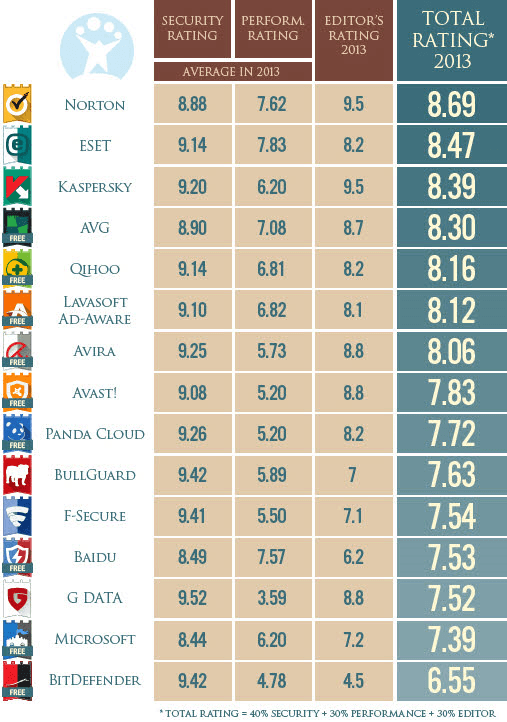 SECURITY RATING PERFORM. RATING EDITOR'S RATING 2013 TOTAL RATING* 2013
AVERAGE IN 2013
NORTON 8.88 7.62 9.5 8.69
ESET 9.14 7.83 8.2 8.47
KASPERSKY 9.20 6.20 9.5 8.39
FREE AVG 8.90 7.08 8.7 8.30
FREE QIHOO 9.14 6.81 8.2 8.16
FREE LAVASOFT AD-AWARE 9.10 6.82 8.1 8.12
FREE AVIRA 9.25 5.73 8.8 8.06
FREE AVAST! 9.08 5.20 8.8 7.83
FREE PANDA CLOUD 9.26 5.20 8.2 7.72
BULLGUARD 9.42 5.89 7 7.63
F-SECURE 9.41 5.50 7.1 7.54
FREE BAIDU 8.49 7.57 6.2 7.53
G DATA 9.52 3.59 8.8 7.52
FREE MICROSOFT 8.44 6.20 7.2 7.39
FREE BITDEFENDER 9.42 4.78 4.5 6.55
* TOTAL RATING = 40% SECURITY + 30% PERFORMANCE + 30% EDITOR